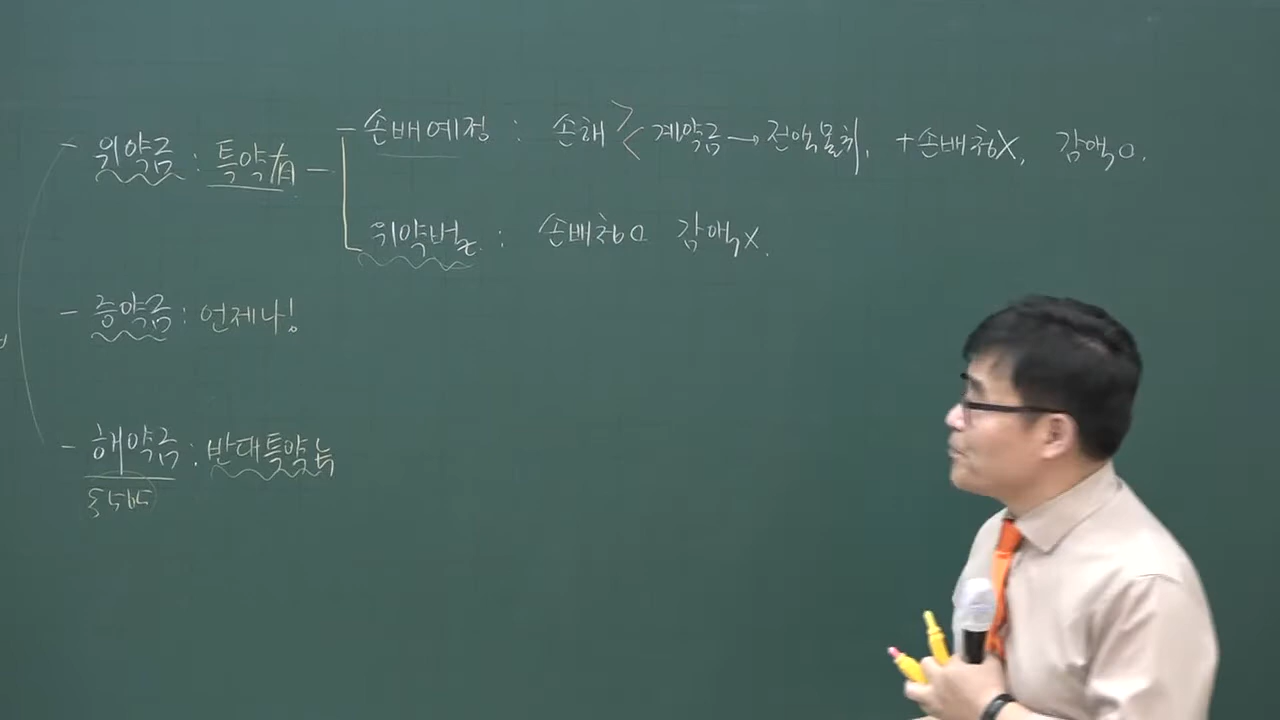 - 위약금 : 특약有 - 손배예정 : 손해 >< 계약금 → 전액몰취, +손배청X, 감액O.
위약벌 : 손배청O 감액X.
- 증약금 : 언제나!
- 해약금 : 반대특약눐
§565